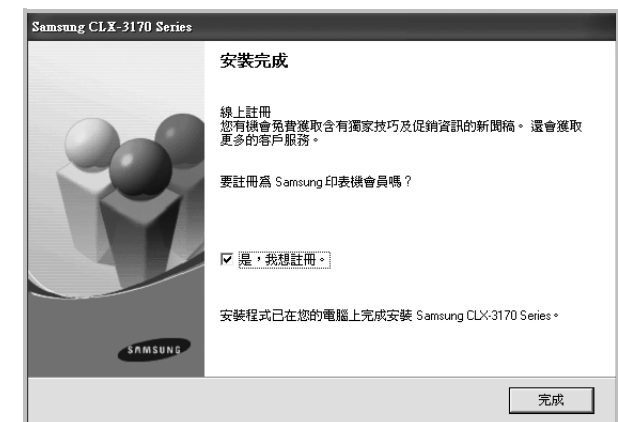 Samsung CLX-3170 Series
安裝完成
線上註冊
您有機會免費獲取含有獨家技巧及促銷資訊的新聞稿。 還會獲取
更多的客戶服務。
要註冊爲 Samsung 印表機會員嗎？
是，我想註冊。
安裝程式已在您的電腦上完成安裝 Samsung CLX-3170 Series。
SAMSUNG
完成